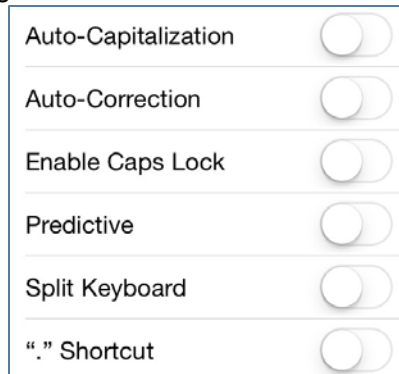 Auto-Capitalization
Auto-Correction
Enable Caps Lock
Predictive
Split Keyboard
“.” Shortcut